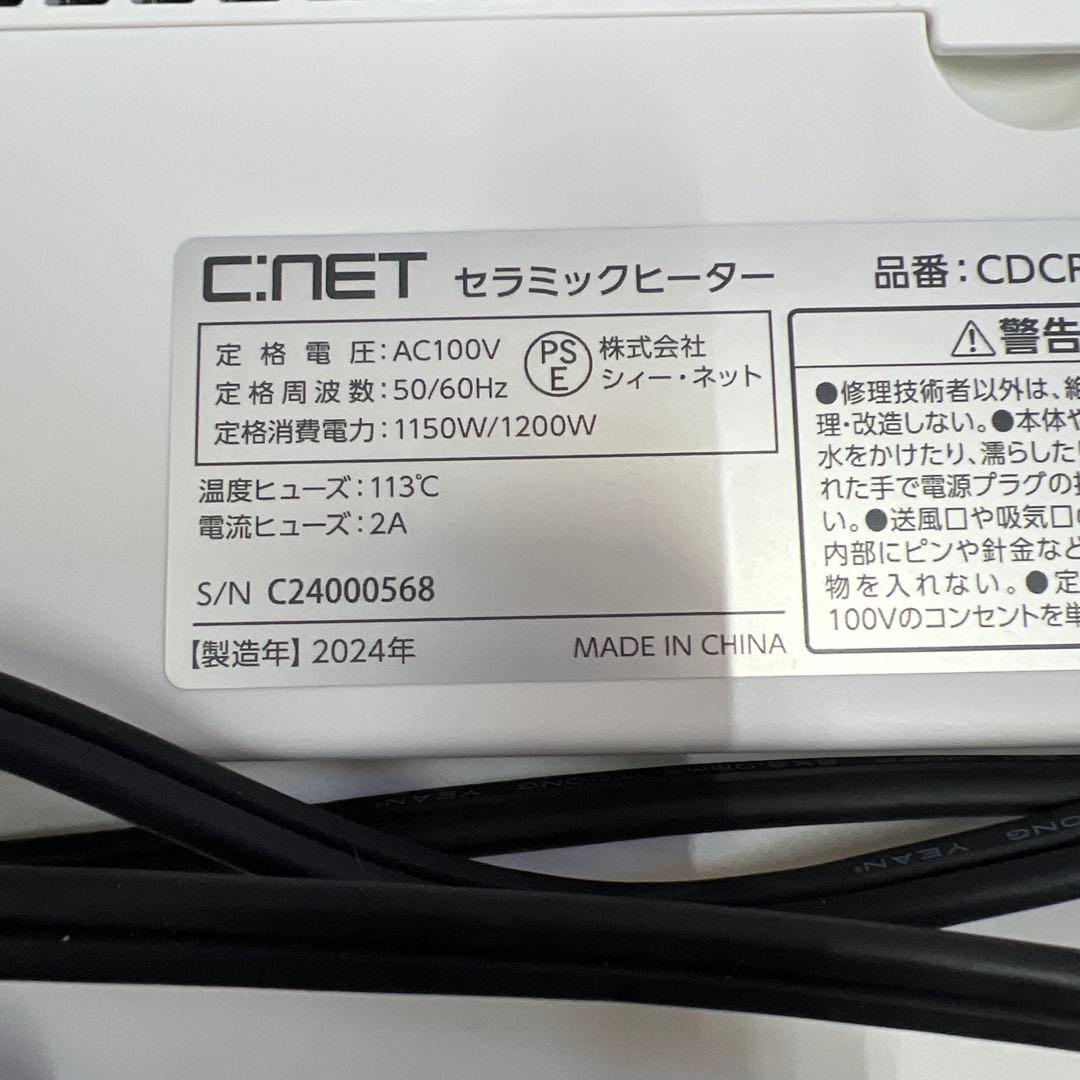 C:NET セラミックヒーター
品番:CDCP
定格電圧:AC100V
定格周波数:50/60Hz
定格消費電力:1150W/1200W
PS
E
株式会社
シィー・ネット
温度ヒューズ:113℃
電流ヒューズ:2A
S/N C24000568
【製造年】2024年
MADE IN CHINA
⚠警告
●修理技術者以外は、
理・改造しない。●本体や
水をかけたり、濡らした
れた手で電源プラグの
い。●送風口や吸気口
内部にピンや針金など
物を入れない。●定
100Vのコンセントを単
YEAN
YEAN